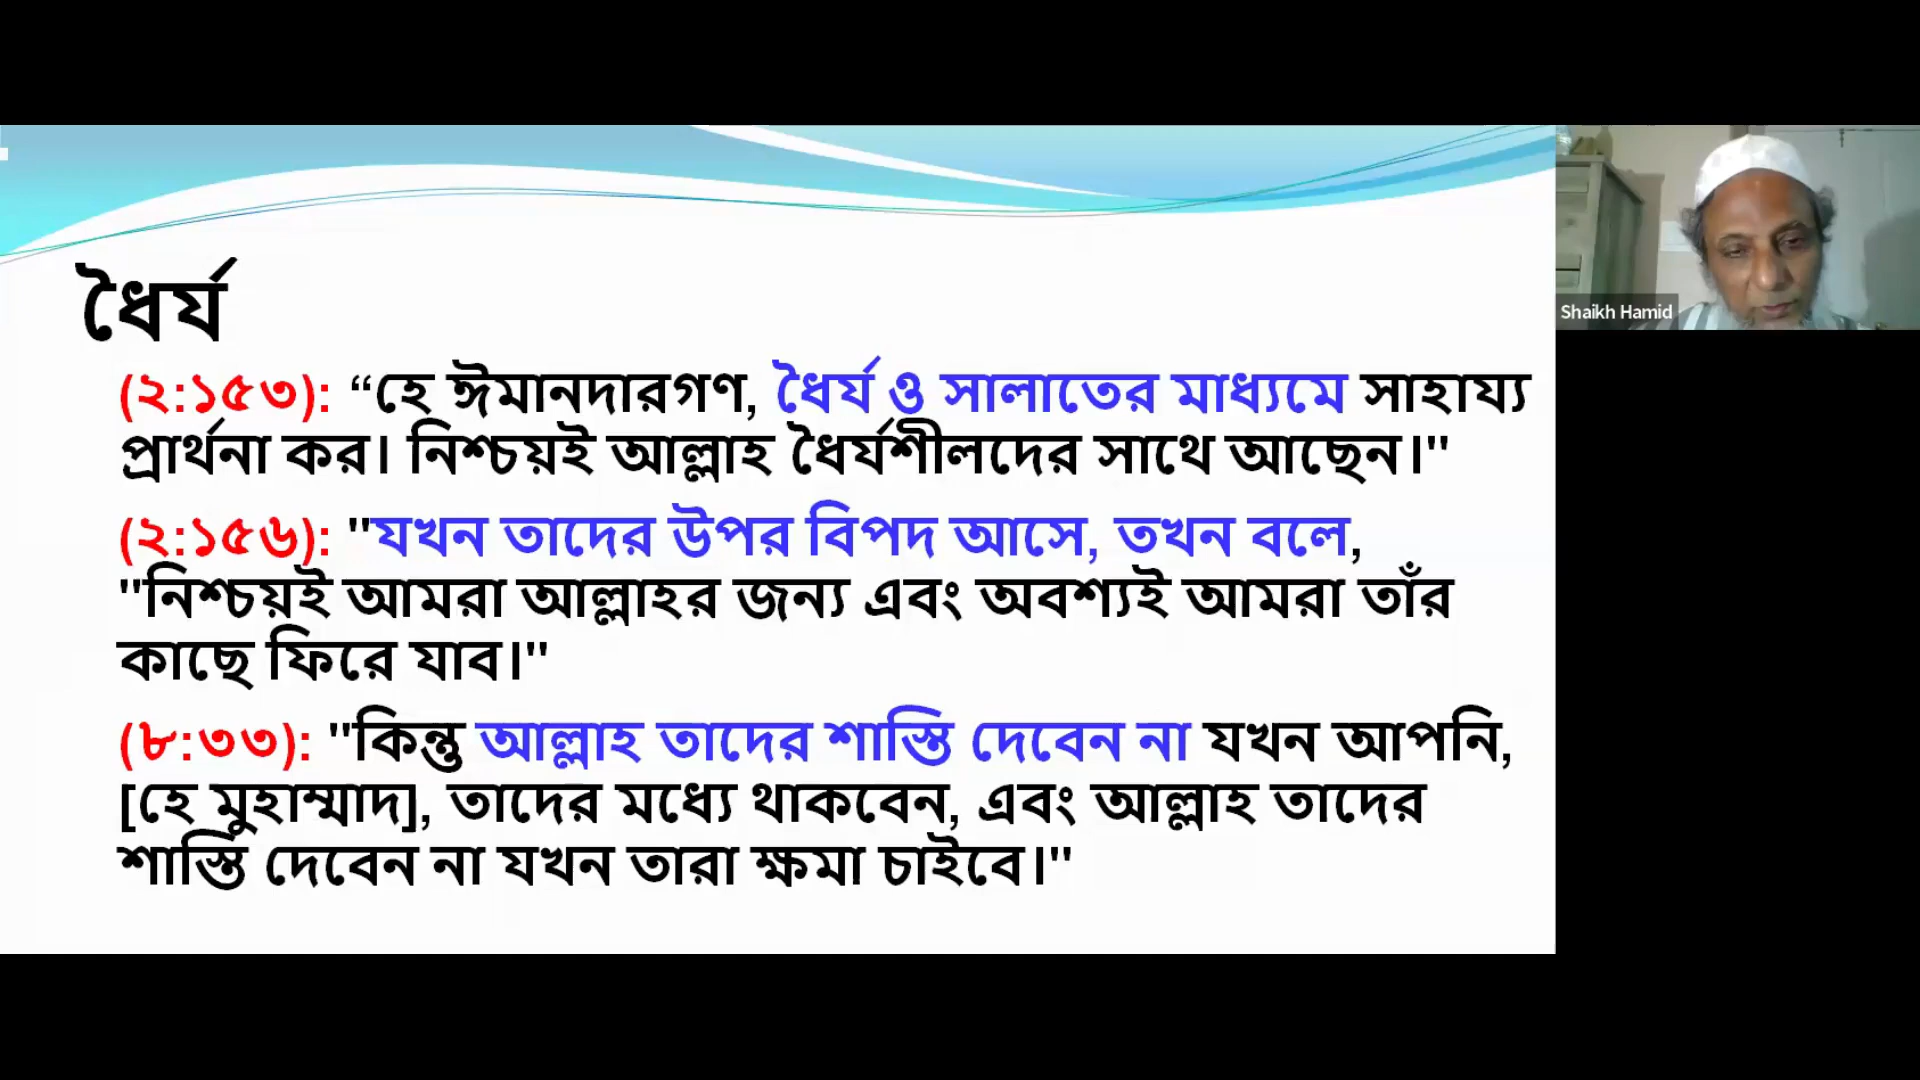 ধৈর্য
(২:১৫৩): “হে ঈমানদারগণ, ধৈর্য ও সালাতের মাধ্যমে সাহায্য
প্রার্থনা কর। নিশ্চয়ই আল্লাহ ধৈর্যশীলদের সাথে আছেন।"
(২:১৫৬): "যখন তাদের উপর বিপদ আসে, তখন বলে,
"নিশ্চয়ই আমরা আল্লাহর জন্য এবং অবশ্যই আমরা তাঁর
কাছে ফিরে যাব।"
(৮:৩৩): "কিন্তু আল্লাহ তাদের শাস্তি দেবেন না যখন আপনি,
[হে মুহাম্মাদ], তাদের মধ্যে থাকবেন, এবং আল্লাহ তাদের
শাস্তি দেবেন না যখন তারা ক্ষমা চাইবে।"
Shaikh Hamid